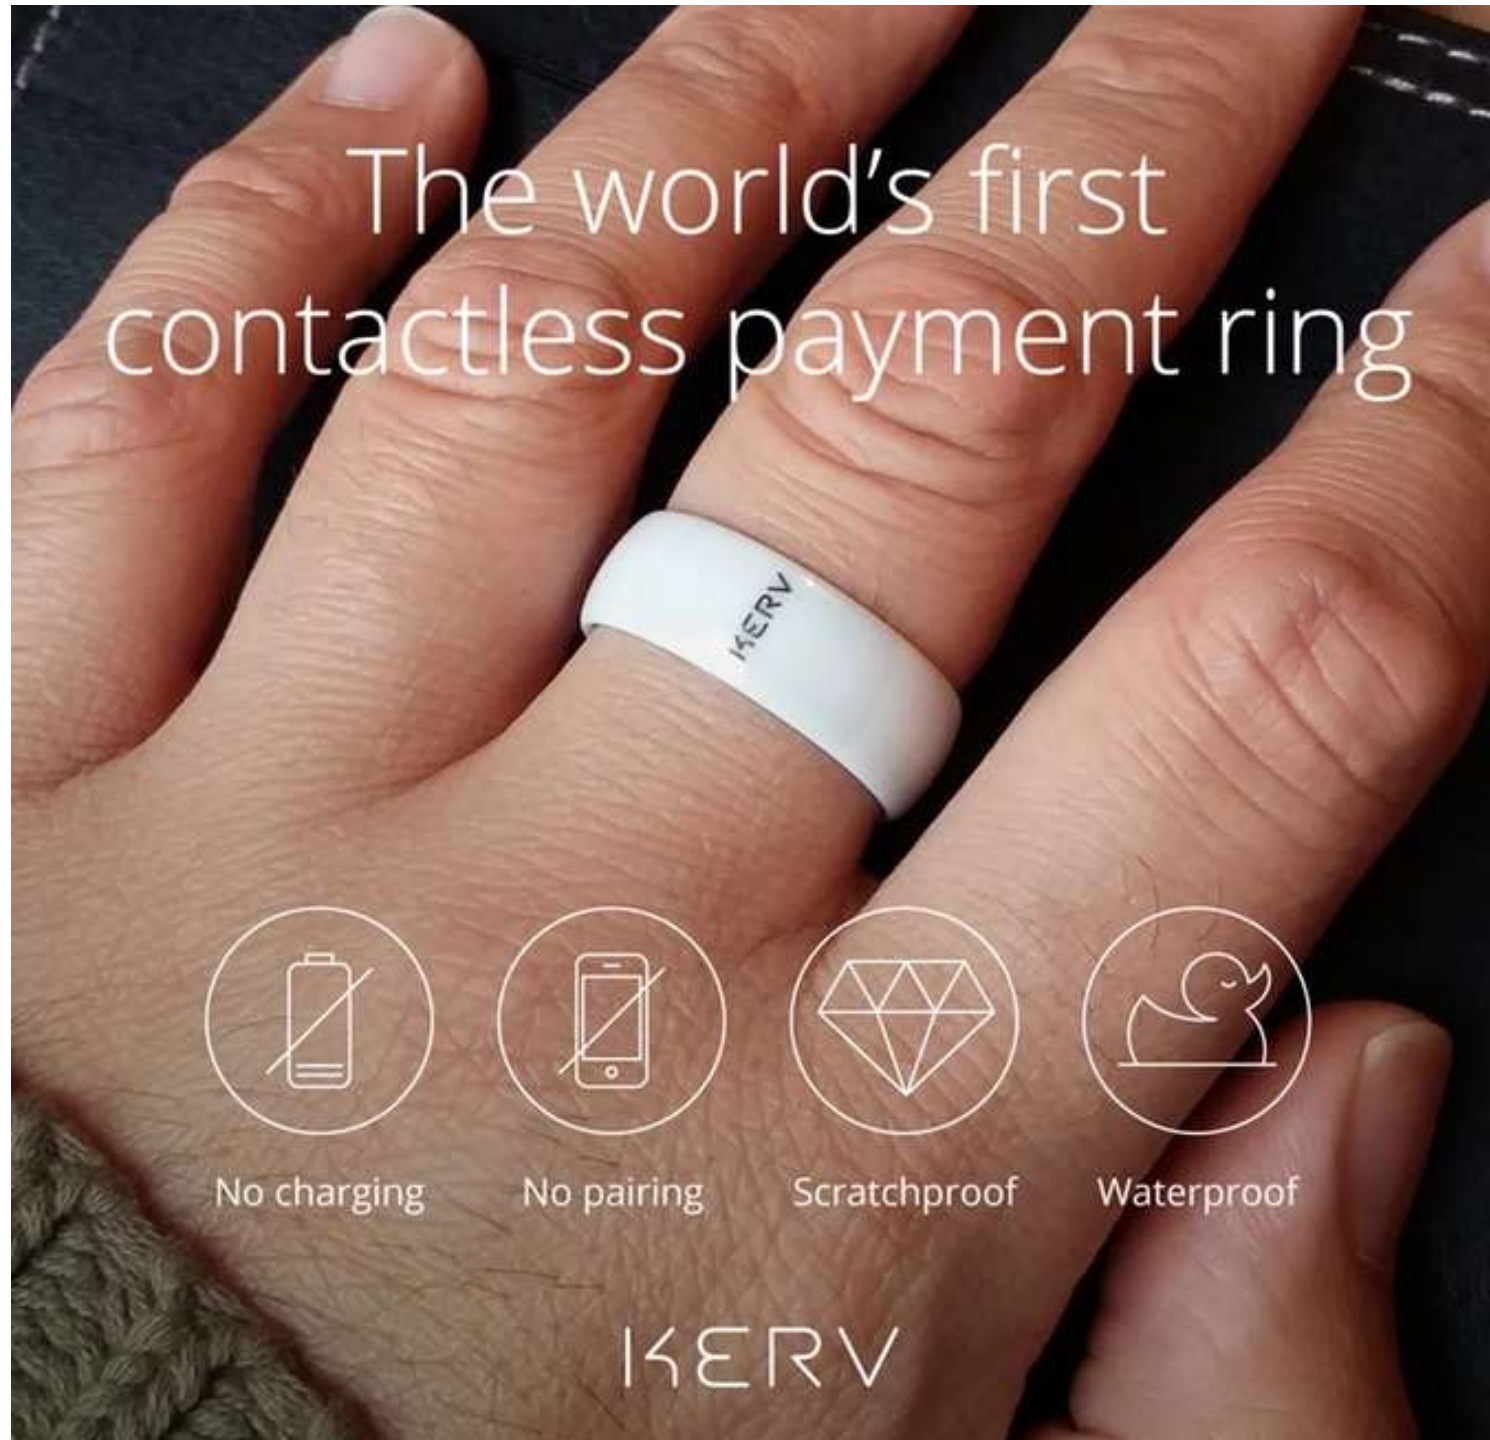 The world's first
contactless payment ring
KERV
No charging
No pairing
Scratchproof
Waterproof
KERV